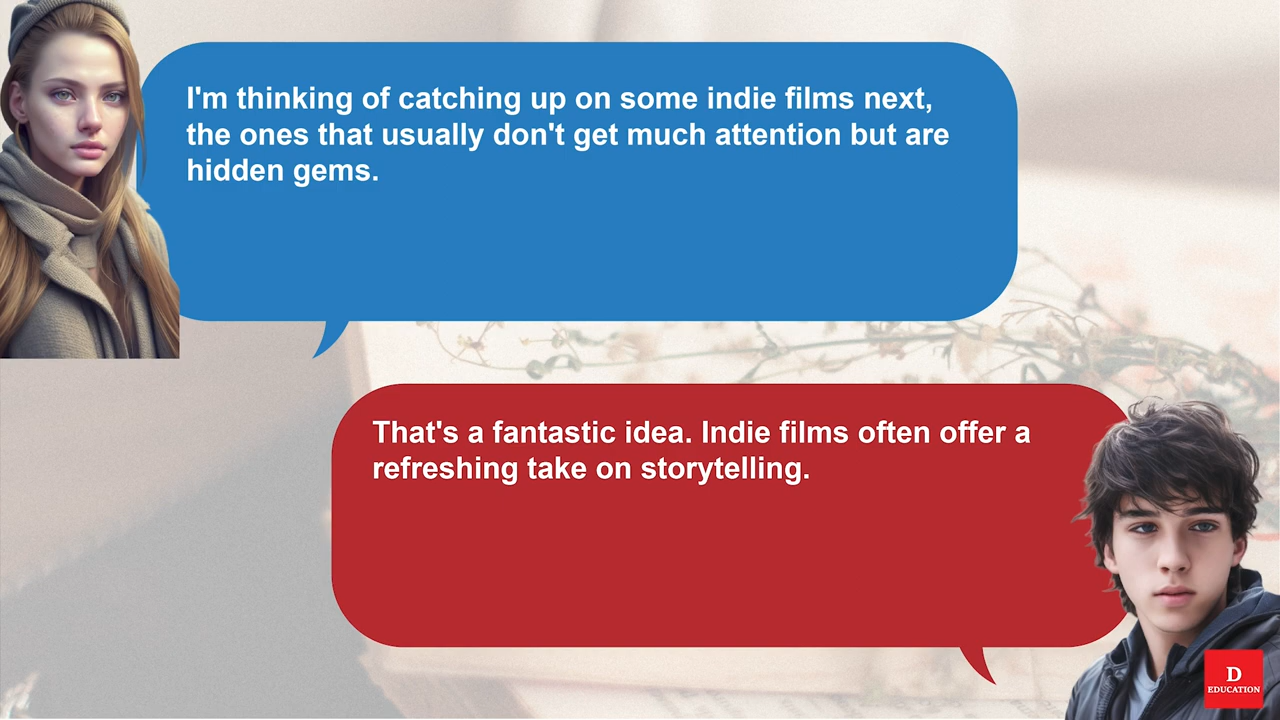 I'm thinking of catching up on some indie films next,
the ones that usually don't get much attention but are
hidden gems.
That's a fantastic idea. Indie films often offer a
refreshing take on storytelling.
D
EDUCATION